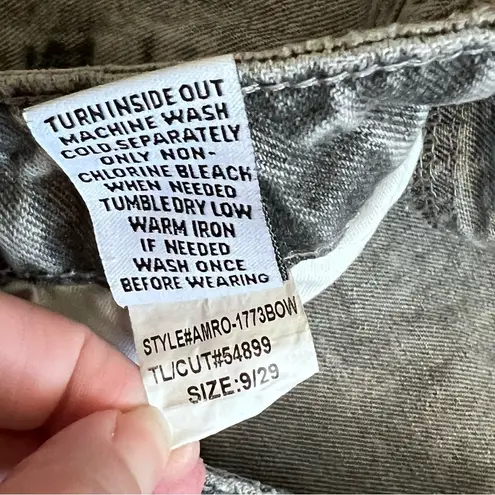 TURN INSIDE OUT
MACHINE WASH
COLD.SEPARATELY
ONLY NON-
CHLORINE BLEACH
WHEN NEEDED
TUMBLE DRY LOW
WARM IRON
IF NEEDED
WASH ONCE
BEFORE WEARING
STYLE#AMRO-1773BOW
TL/CUT#54899
SIZE:9/29